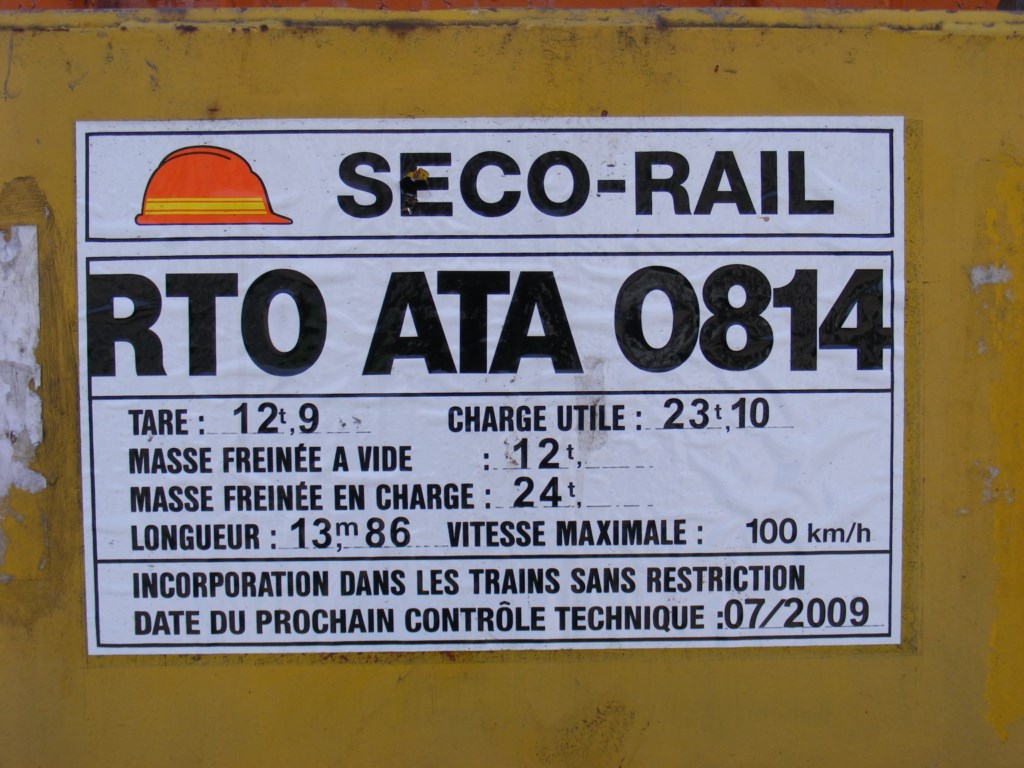 SECO-RAIL
RTO ATA 0814
TARE : 12t,9 CHARGE UTILE : 23t,10
MASSE FREINÉE A VIDE : 12t,
MASSE FREINÉE EN CHARGE : 24t,
LONGUEUR : 13,m86 VITESSE MAXIMALE : 100 km/h
INCORPORATION DANS LES TRAINS SANS RESTRICTION
DATE DU PROCHAIN CONTRÔLE TECHNIQUE :07/2009